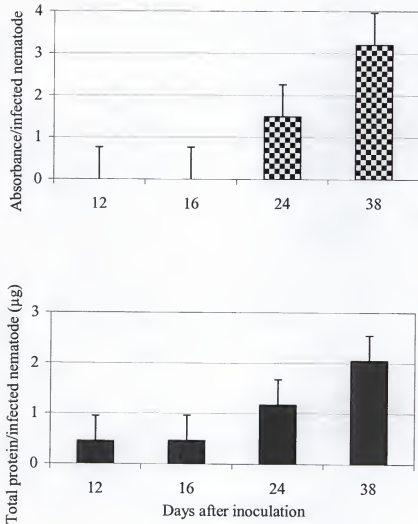 Absorbance/infected nematode
4
3
2
1
0
12 16 24 38
Total protein/infected nematode (µg)
3
2
1
0
12 16 24 38
Days after inoculation